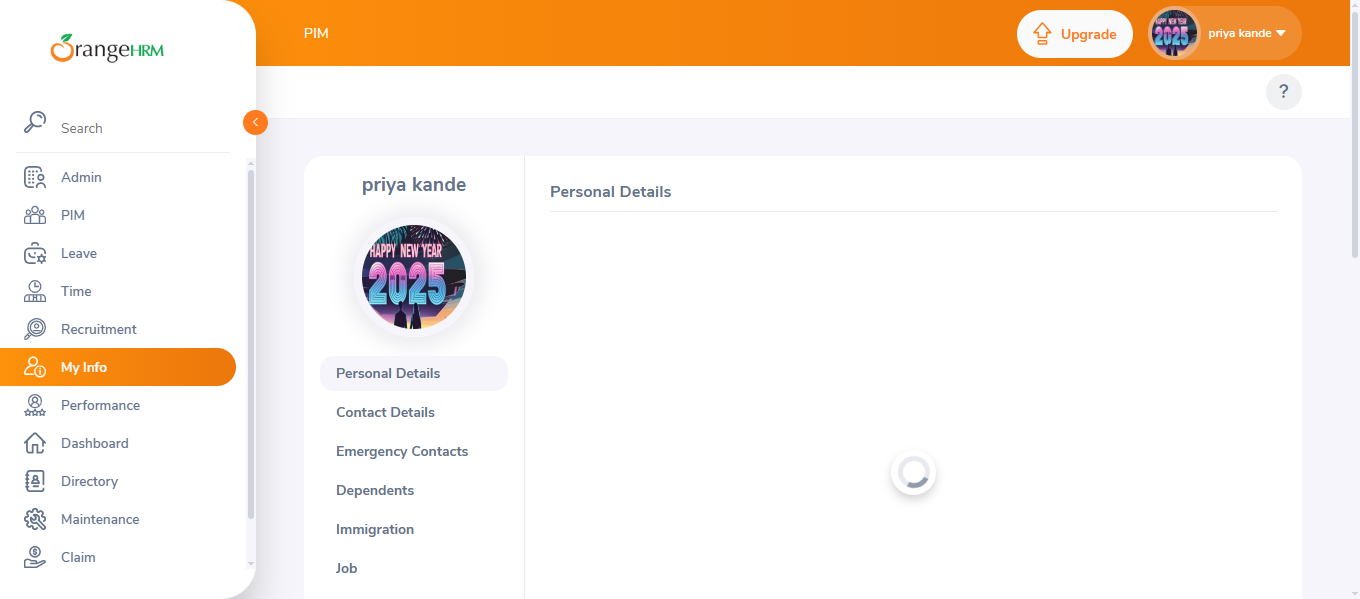 OrangeHRM
PIM
Upgrade
HAPPY NEW YEAR
2025
priya kande
?
Search
Admin
PIM
Leave
Time
Recruitment
My Info
Performance
Dashboard
Directory
Maintenance
Claim
priya kande
HAPPY NEW YEAR
2025
Personal Details
Contact Details
Emergency Contacts
Dependents
Immigration
Job
Personal Details